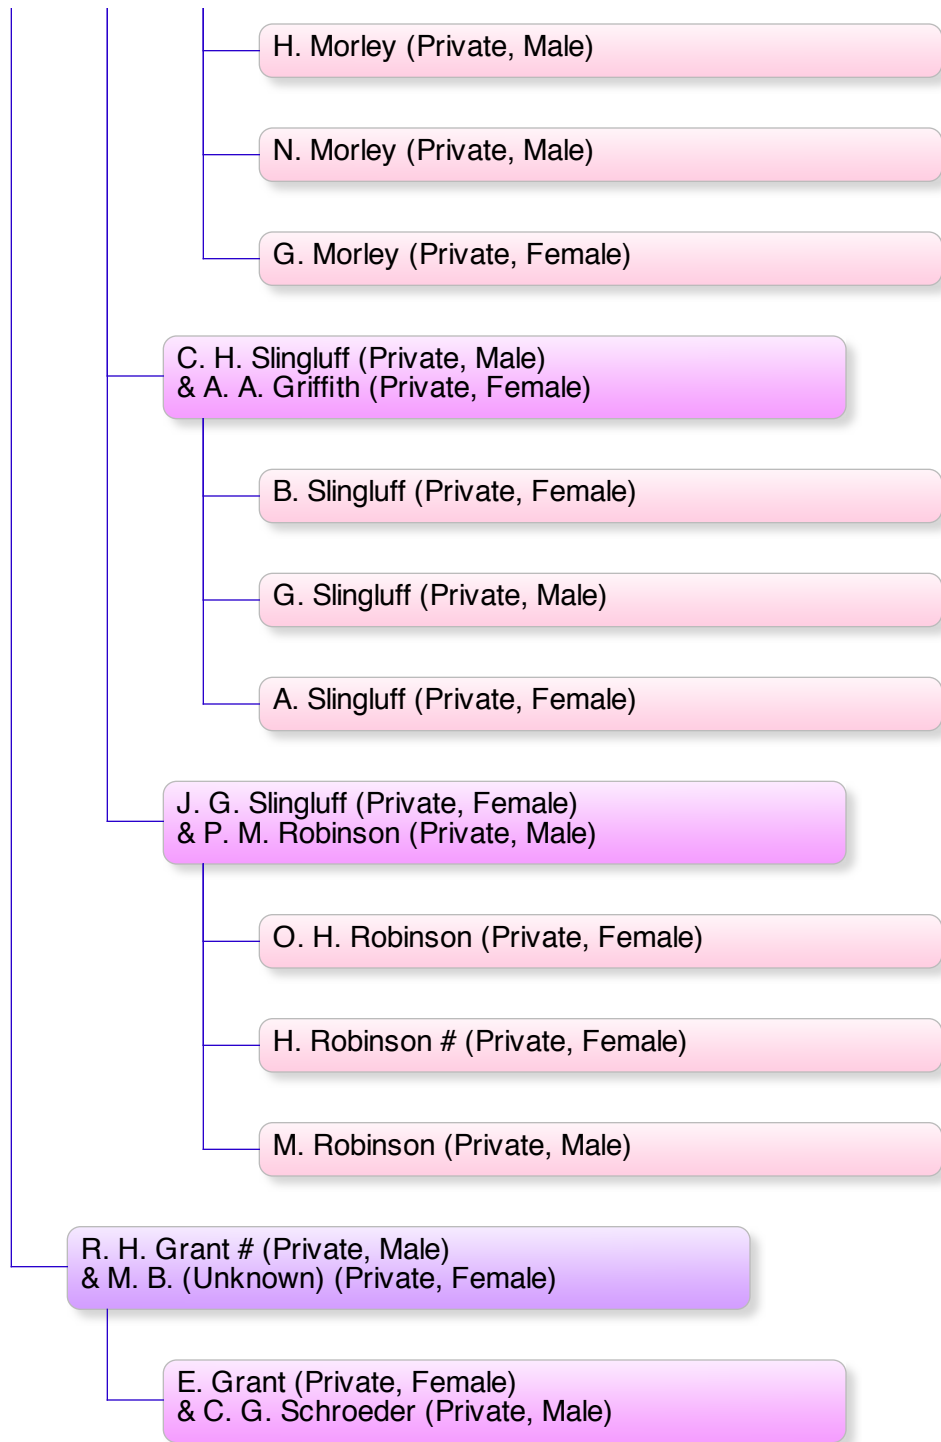 H. Morley (Private, Male)
N. Morley (Private, Male)
G. Morley (Private, Female)
C. H. Slingluff (Private, Male)
& A. A. Griffith (Private, Female)
B. Slingluff (Private, Female)
G. Slingluff (Private, Male)
A. Slingluff (Private, Female)
J. G. Slingluff (Private, Female)
& P. M. Robinson (Private, Male)
O. H. Robinson (Private, Female)
H. Robinson # (Private, Female)
M. Robinson (Private, Male)
R. H. Grant # (Private, Male)
& M. B. (Unknown) (Private, Female)
E. Grant (Private, Female)
& C. G. Schroeder (Private, Male)